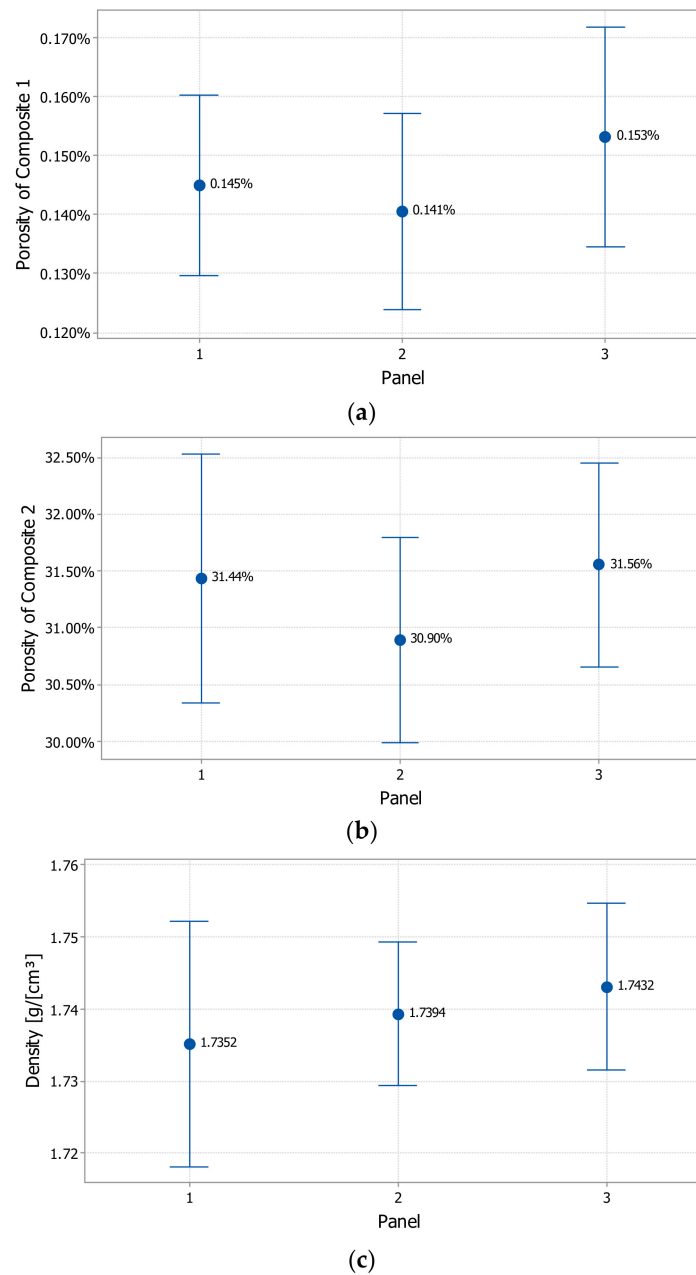 Porosity of Composite 1
0.170%
0.160%
0.150%
0.140%
0.130%
0.120%
0.145%
0.141%
0.153%
1 2 3
Panel
(a)
Porosity of Composite 2
32.50%
32.00%
31.50%
31.00%
30.50%
30.00%
31.44%
30.90%
31.56%
1 2 3
Panel
(b)
Density [g/[cm³]
1.76
1.75
1.74
1.73
1.72
1.7352
1.7394
1.7432
1 2 3
Panel
(c)